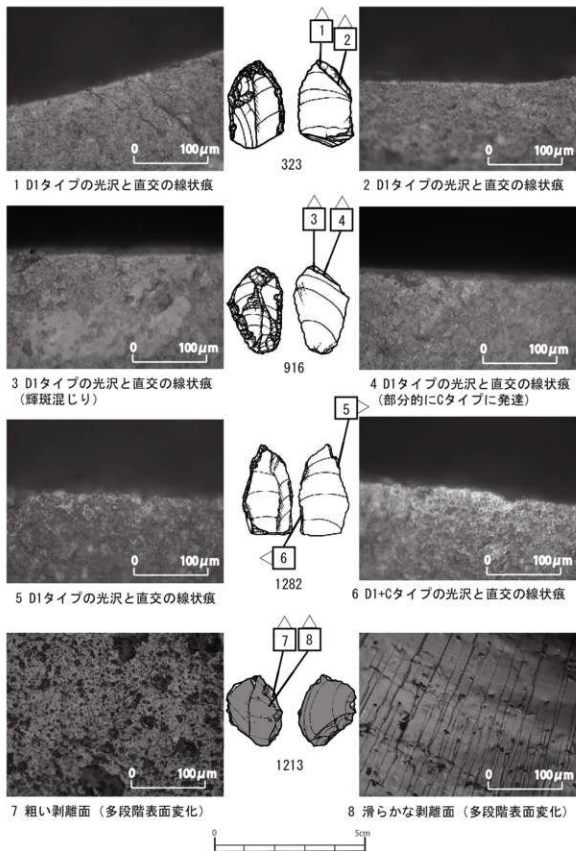 1
2
0 100μm
0 100μm
323
1 D1タイプの光沢と直交の線状痕
2 D1タイプの光沢と直交の線状痕
3
4
0 100μm
0 100μm
916
3 D1タイプの光沢と直交の線状痕
(輝斑混じり)
4 D1タイプの光沢と直交の線状痕
(部分的にCタイプに発達)
5
6
0 100μm
0 100μm
1282
5 D1タイプの光沢と直交の線状痕
6 D1+Cタイプの光沢と直交の線状痕
7
8
0 100μm
0 100μm
1213
7 粗い剥離面(多段階表面変化)
8 滑らかな剥離面(多段階表面変化)
0 5cm